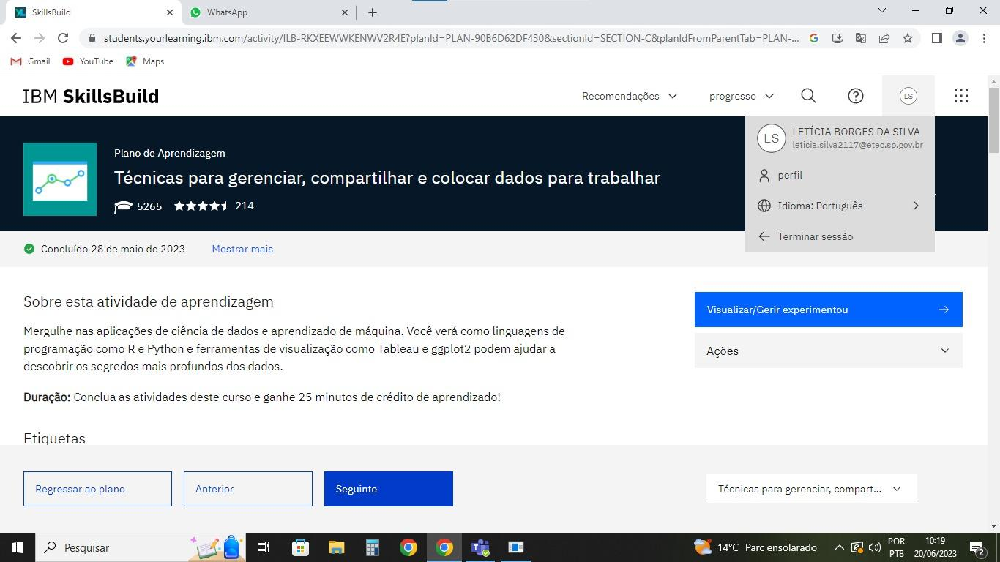 SkillsBuild
WhatsApp
students.yourlearning.ibm.com/activity/ILB-RKXEEWWKENWV2R4E?planId=PLAN-90B6D62DF430&sectionId=SECTION-C&planIdFromParentTab=PLAN-...
Gmail
YouTube
Maps
IBM SkillsBuild
Recomendações
progresso
LS
LS
LETÍCIA BORGES DA SILVA
leticia.silva2117@etec.sp.gov.br
perfil
Idioma: Português
Terminar sessão
Plano de Aprendizagem
Técnicas para gerenciar, compartilhar e colocar dados para trabalhar
5265
214
Concluído 28 de maio de 2023
Mostrar mais
Sobre esta atividade de aprendizagem
Mergulhe nas aplicações de ciência de dados e aprendizado de máquina. Você verá como linguagens de
programação como R e Python e ferramentas de visualização como Tableau e ggplot2 podem ajudar a
descobrir os segredos mais profundos dos dados.
Duração: Conclua as atividades deste curso e ganhe 25 minutos de crédito de aprendizado!
Etiquetas
Visualizar/Gerir experimentou
Ações
Regressar ao plano
Anterior
Seguinte
Técnicas para gerenciar, compart...
Pesquisar
14°C Parc ensolarado
POR
PTB
10:19
20/06/2023
2